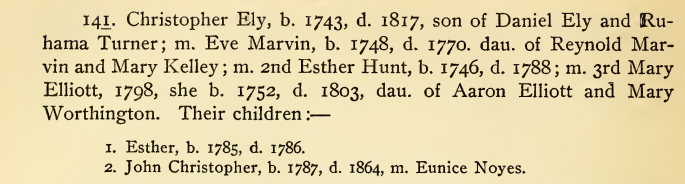 141. Christopher Ely, b. 1743, d. 1817, son of Daniel Ely and Ru-
hama Turner; m. Eve Marvin, b. 1748, d. 1770. dau. of Reynold Mar-
vin and Mary Kelley; m. 2nd Esther Hunt, b. 1746, d. 1788; m. 3rd Mary
Elliott, 1798, she b. 1752, d. 1803, dau. of Aaron Elliott and Mary
Worthington. Their children:—
1. Esther, b. 1785, d. 1786.
2. John Christopher, b. 1787, d. 1864, m. Eunice Noyes.